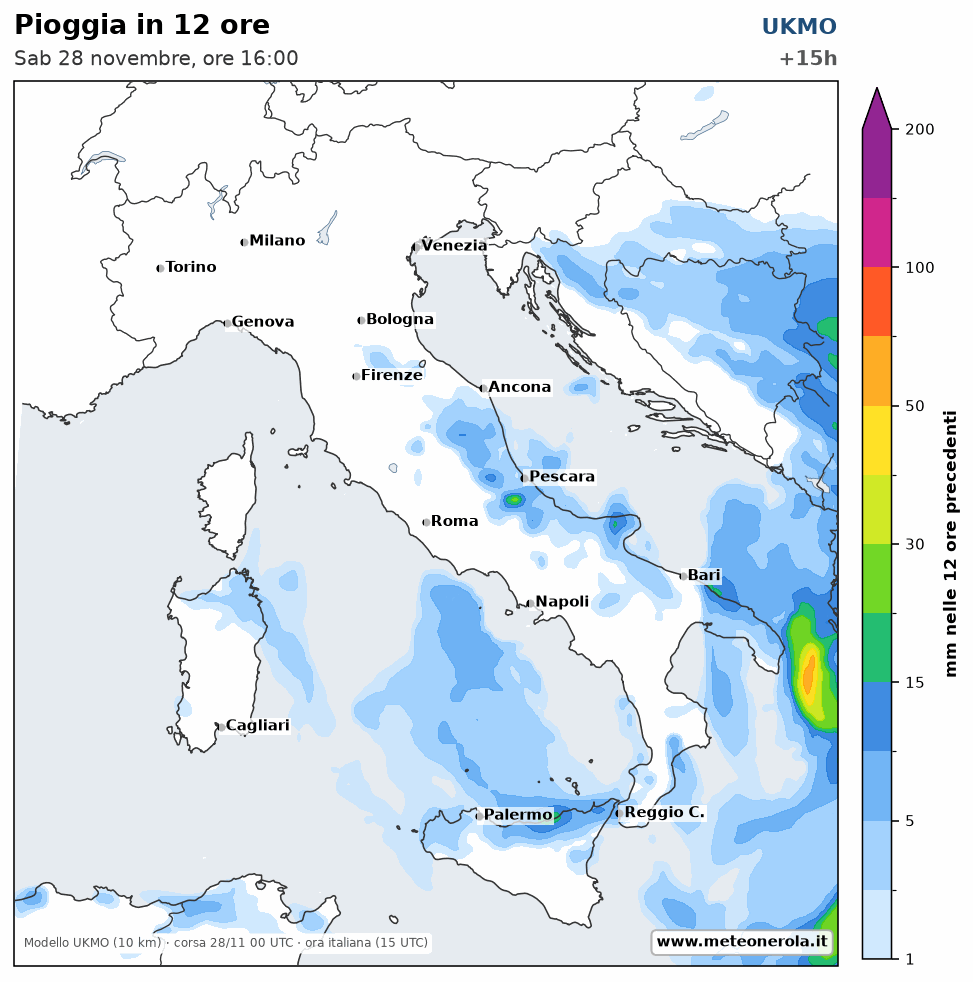 Pioggia in 12 ore
UKMO
Sab 28 novembre, ore 16:00
+15h
200
100
50
30
15
5
1
mm nelle 12 ore precedenti
Milano
Venezia
Torino
Genova
Bologna
Firenze
Ancona
Pescara
Roma
Bari
Napoli
Cagliari
Palermo
Reggio C.
Modello UKMO (10 km) · corsa 28/11 00 UTC · ora italiana (15 UTC)
www.meteonerola.it